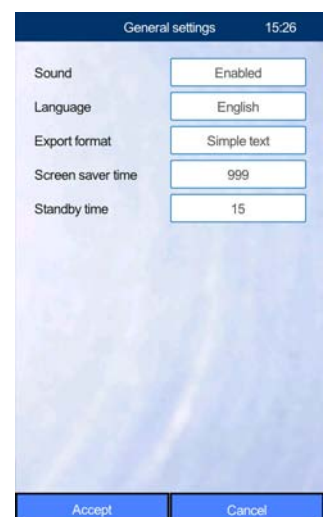 General settings 15:26
Sound Enabled
Language English
Export format Simple text
Screen saver time 999
Standby time 15
Accept Cancel